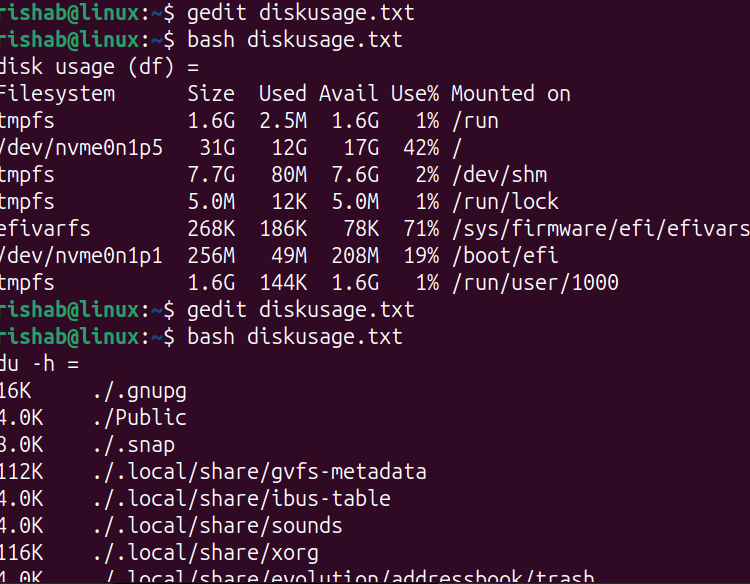 rishab@linux:~$ gedit diskusage.txt
rishab@linux:~$ bash diskusage.txt
disk usage (df) =
Filesystem      Size  Used Avail Use% Mounted on
tmpfs           1.6G  2.5M  1.6G   1% /run
/dev/nvme0n1p5   31G   12G   17G  42% /
tmpfs           7.7G   80M  7.6G   2% /dev/shm
tmpfs           5.0M   12K  5.0M   1% /run/lock
efivarfs        268K  186K   78K  71% /sys/firmware/efi/efivars
/dev/nvme0n1p1  256M   49M  208M  19% /boot/efi
tmpfs           1.6G  144K  1.6G   1% /run/user/1000
rishab@linux:~$ gedit diskusage.txt
rishab@linux:~$ bash diskusage.txt
du -h =
16K     ./.gnupg
4.0K    ./Public
8.0K    ./.snap
112K    ./.local/share/gvfs-metadata
4.0K    ./.local/share/ibus-table
4.0K    ./.local/share/sounds
116K    ./.local/share/xorg
4.0K    ./.local/share/evolution/addressbook/trash